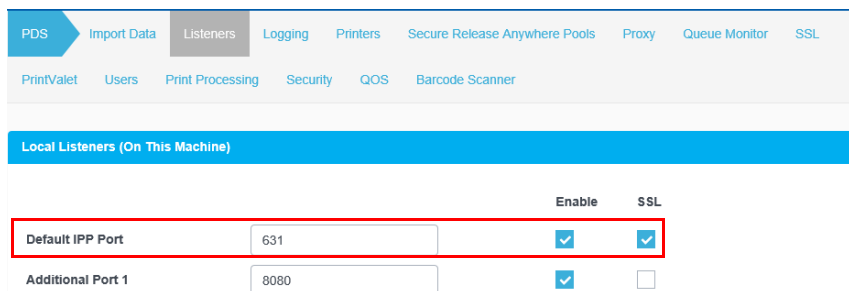 PDS Import Data Listeners Logging Printers Secure Release Anywhere Pools Proxy Queue Monitor SSL
PrintValet Users Print Processing Security QOS Barcode Scanner
Local Listeners (On This Machine)
Enable SSL
Default IPP Port 631
Additional Port 1 8080